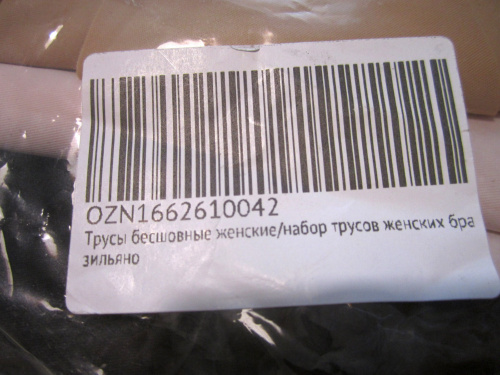 OZN1662610042
Трусы бесшовные женские/набор трусов женских бра
зильяно